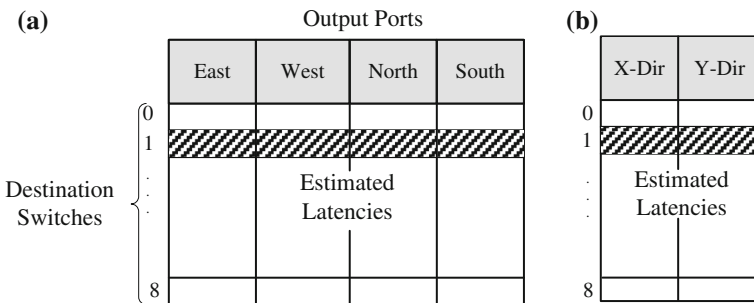 (a)
Output Ports
East West North South
0
1
. . .
8
Destination
Switches
Estimated
Latencies
(b)
X-Dir Y-Dir
0
1
. . .
8
Estimated
Latencies